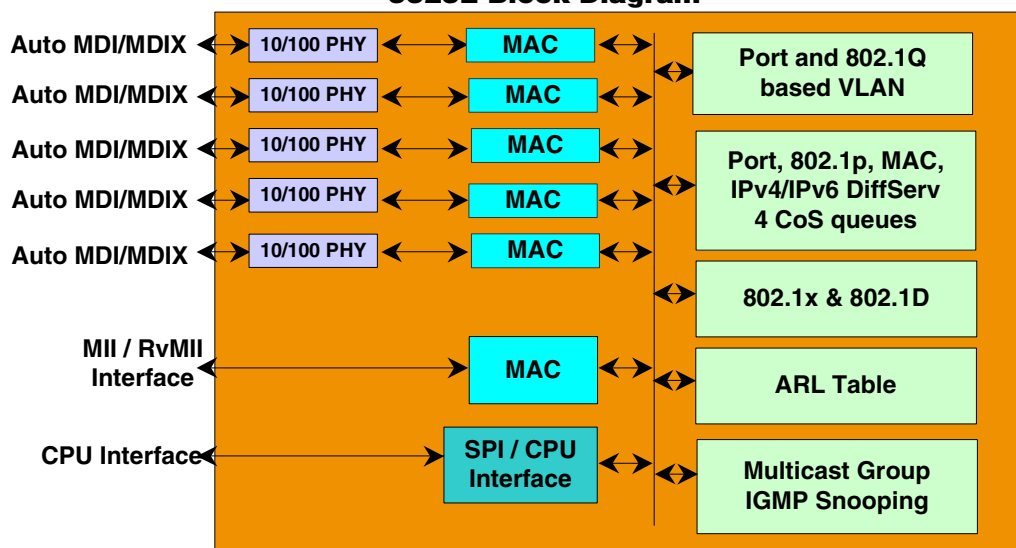 Auto MDI/MDIX
10/100 PHY
MAC
Auto MDI/MDIX
10/100 PHY
MAC
Auto MDI/MDIX
10/100 PHY
MAC
Auto MDI/MDIX
10/100 PHY
MAC
Auto MDI/MDIX
10/100 PHY
MAC
MII / RvMII
Interface
MAC
CPU Interface
SPI / CPU
Interface
Port and 802.1Q
based VLAN
Port, 802.1p, MAC,
IPv4/IPv6 DiffServ
4 CoS queues
802.1x & 802.1D
ARL Table
Multicast Group
IGMP Snooping